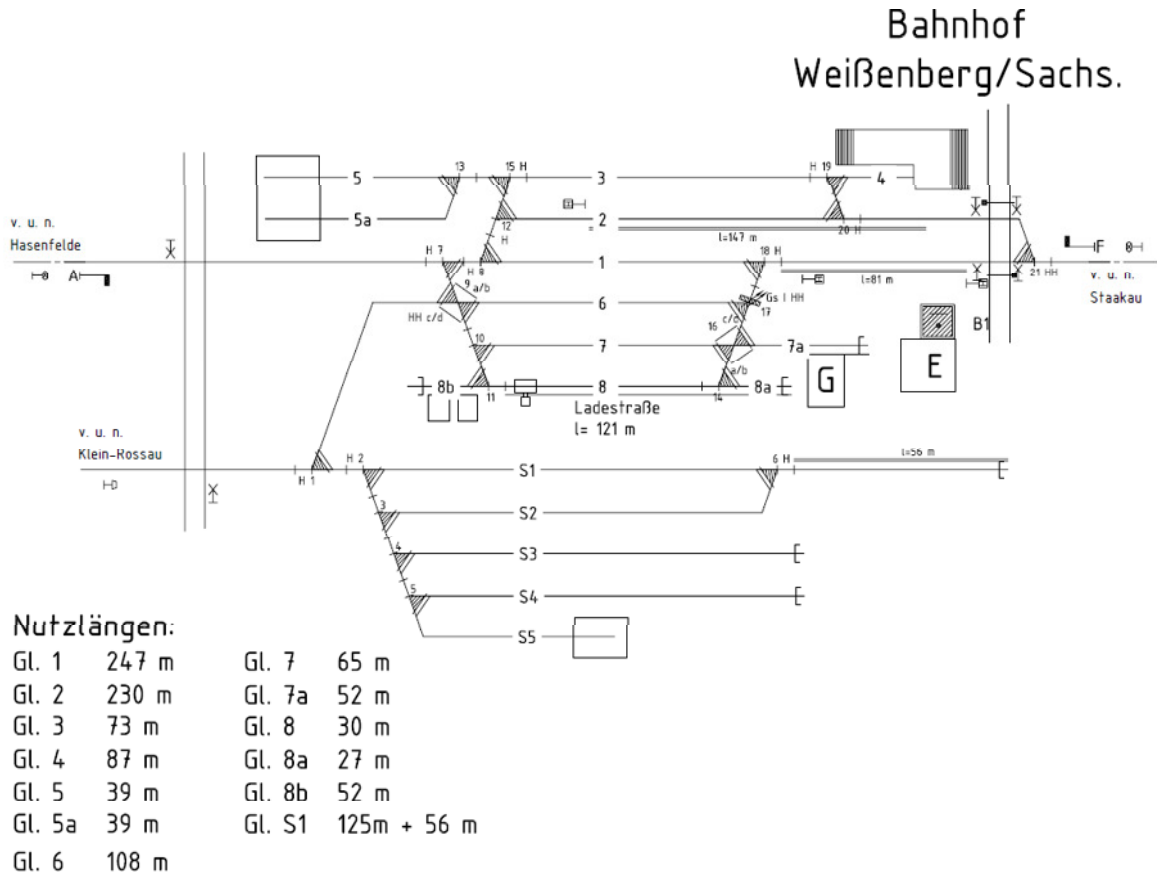 Bahnhof
Weißenberg/Sachs.
13
15 H
H 19
5
3
4
v. u. n.
Hasenfelde
5a
12
2
H
20 H
l=147 m
A
H 7
H 8
1
18 H
F
21 HH
l=81 m
v. u. n.
Staakau
9
a/b
HH c/d
6
Gs I HH
17
c/d
16
B1
10
7
7a
a/b
G
E
8b
11
8
14
8a
Ladestraße
l= 121 m
v. u. n.
Klein-Rossau
H 1
H 2
S1
6 H
l=56 m
3
S2
4
S3
5
S4
S5
Nutzlängen:
Gl. 1 247 m Gl. 7 65 m
Gl. 2 230 m Gl. 7a 52 m
Gl. 3 73 m Gl. 8 30 m
Gl. 4 87 m Gl. 8a 27 m
Gl. 5 39 m Gl. 8b 52 m
Gl. 5a 39 m Gl. S1 125m + 56 m
Gl. 6 108 m